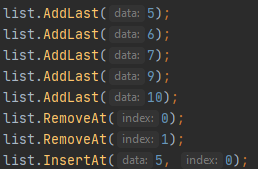 list.AddLast( data: 5);
list.AddLast( data: 6);
list.AddLast( data: 7);
list.AddLast( data: 9);
list.AddLast( data: 10);
list.RemoveAt( index: 0);
list.RemoveAt( index: 1);
list.InsertAt( data: 5, index: 0);